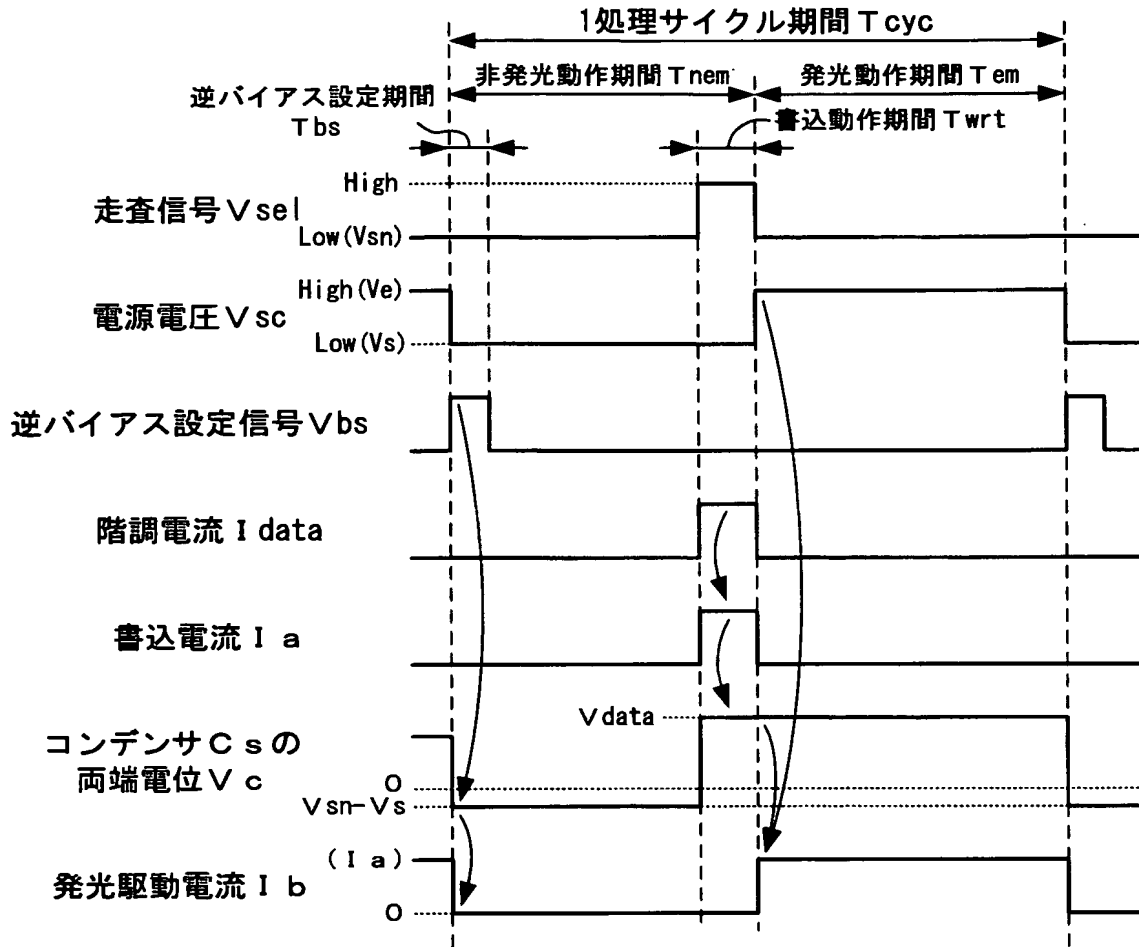 1処理サイクル期間Tcyc
非発光動作期間Tnem
発光動作期間Tem
逆バイアス設定期間
Tbs
書込動作期間Twrt
High
走査信号Vsel
Low(Vsn)
High(Ve)
電源電圧Vsc
Low(Vs)
逆バイアス設定信号Vbs
階調電流Idata
書込電流Ia
Vdata
コンデンサCsの
両端電位Vc
0
Vsn-Vs
(Ia)
発光駆動電流Ib
0